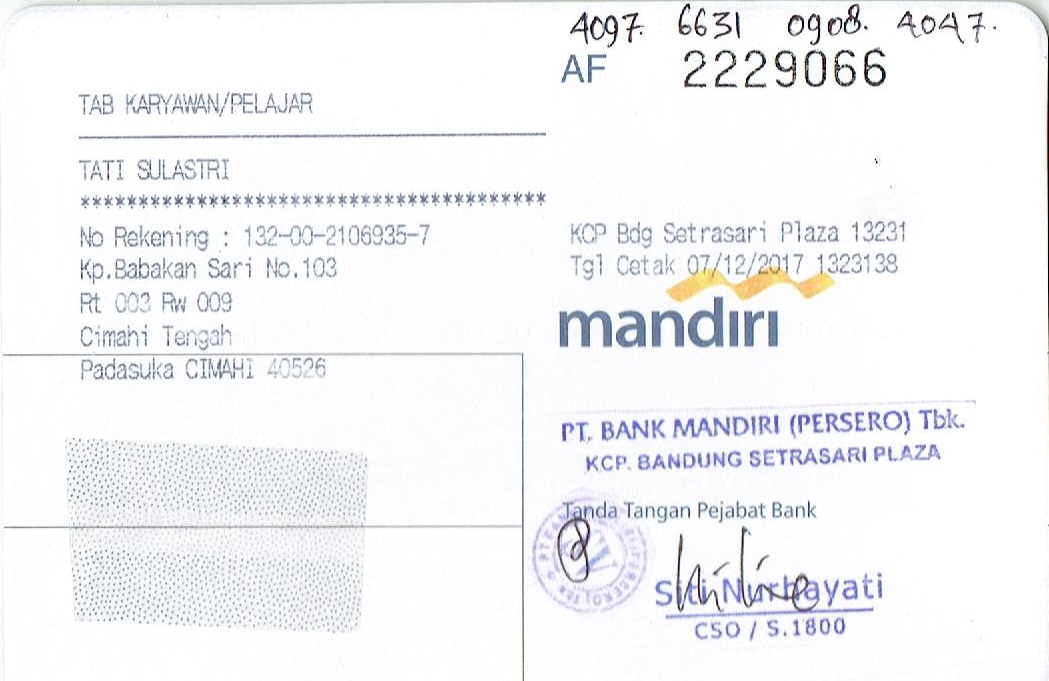 4097. 6631 0908. 4047.
AF 2229066
TAB KARYAWAN/PELAJAR
TATI SULASTRI
****************************************
No Rekening : 132-00-2106935-7
Kp.Babakan Sari No.103
Rt 003 Rw 009
Cimahi Tengah
Padasuka CIMAHI 40526
KCP Bdg Setrasari Plaza 13231
Tgl Cetak 07/12/2017 1323138
mandiri
PT. BANK MANDIRI (PERSERO) Tbk.
KCP. BANDUNG SETRASARI PLAZA
Tanda Tangan Pejabat Bank
Siti Nurhayati
CSO / S.1800